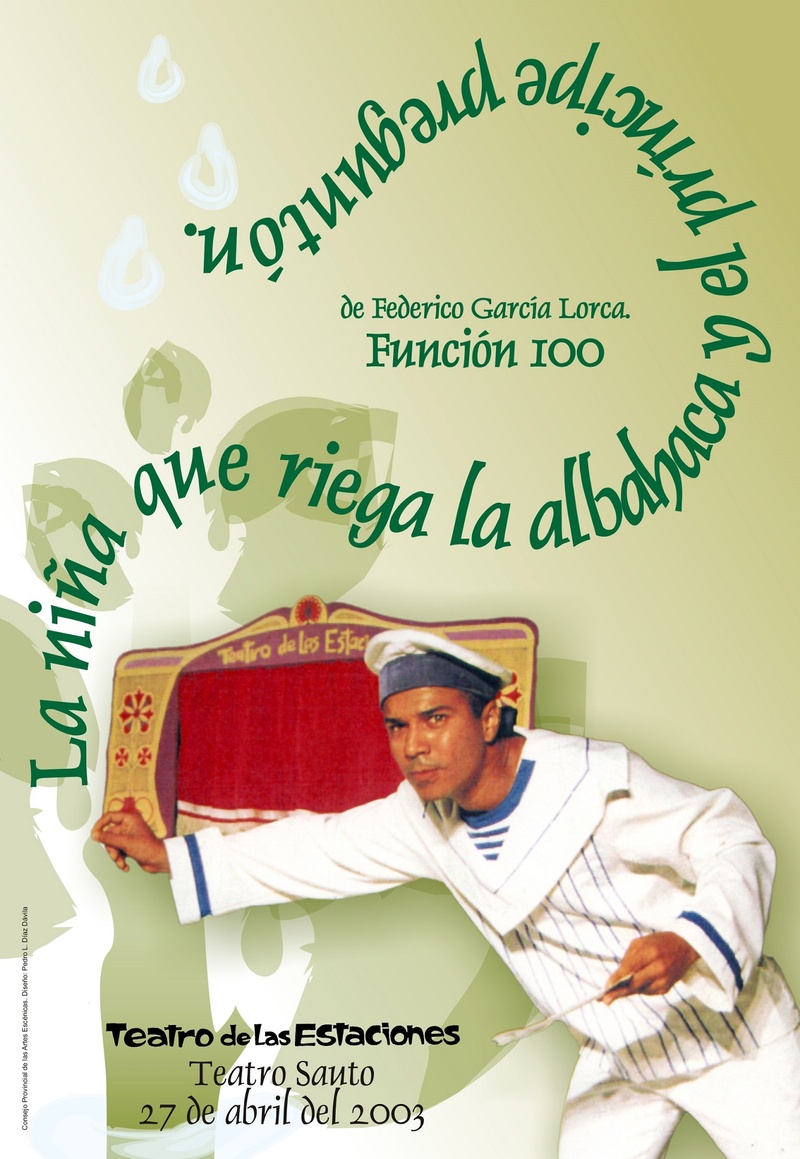 La niña que riega la albahaca y el príncipe preguntón.
de Federico García Lorca.
Función 100
Teatro de Las Estac
Teatro de Las Estaciones
Teatro Sauto
27 de abril del 2003
Consejo Provincial de las Artes Escénicas. Diseño: Pedro L. Díaz Dávila